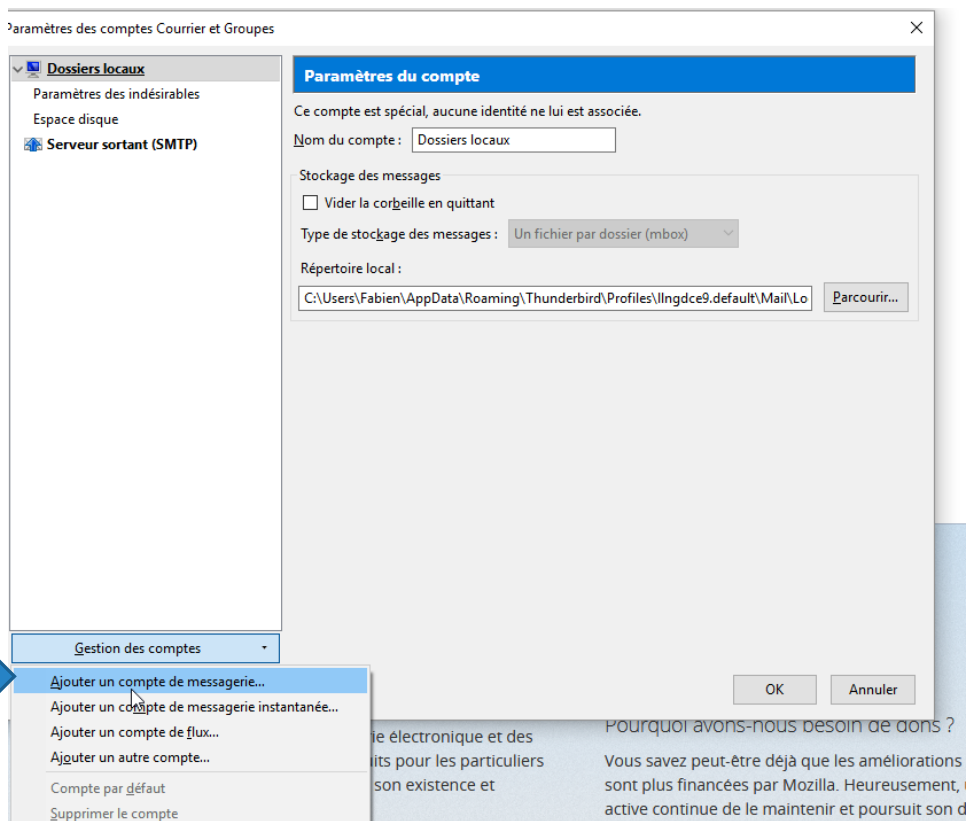 Paramètres des comptes Courrier et Groupes
Dossiers locaux
Paramètres des indésirables
Espace disque
Serveur sortant (SMTP)
Paramètres du compte
Ce compte est spécial, aucune identité ne lui est associée.
Nom du compte : Dossiers locaux
Stockage des messages
Vider la corbeille en quittant
Type de stockage des messages : Un fichier par dossier (mbox)
Répertoire local :
C:\Users\Fabien\AppData\Roaming\Thunderbird\Profiles\llngdce9.default\Mail\Lo Parcourir...
Gestion des comptes
Ajouter un compte de messagerie...
Ajouter un compte de messagerie instantanée...
Ajouter un compte de flux...
Ajouter un autre compte...
Compte par défaut
Supprimer le compte
OK Annuler
ie électronique et des
its pour les particuliers
son existence et
Pourquoi avons-nous besoin de dons ?
Vous savez peut-être déjà que les améliorations
sont plus financées par Mozilla. Heureusement,
active continue de le maintenir et poursuit son d